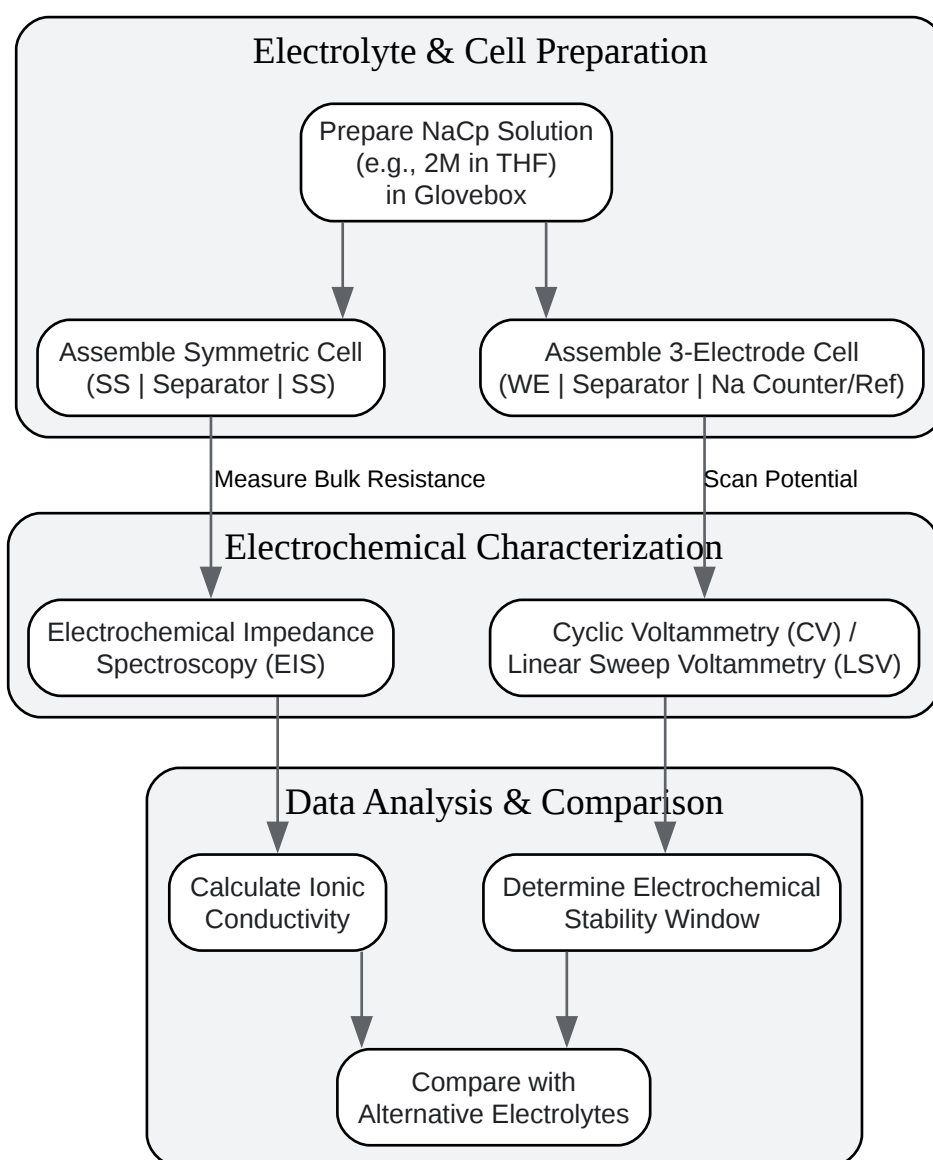 Electrolyte & Cell Preparation
Prepare NaCp Solution
(e.g., 2M in THF)
in Glovebox
Assemble Symmetric Cell
(SS | Separator | SS)
Assemble 3-Electrode Cell
(WE | Separator | Na Counter/Ref)
Measure Bulk Resistance
Scan Potential
Electrochemical Characterization
Electrochemical Impedance
Spectroscopy (EIS)
Cyclic Voltammetry (CV) /
Linear Sweep Voltammetry (LSV)
Data Analysis & Comparison
Calculate Ionic
Conductivity
Determine Electrochemical
Stability Window
Compare with
Alternative Electrolytes